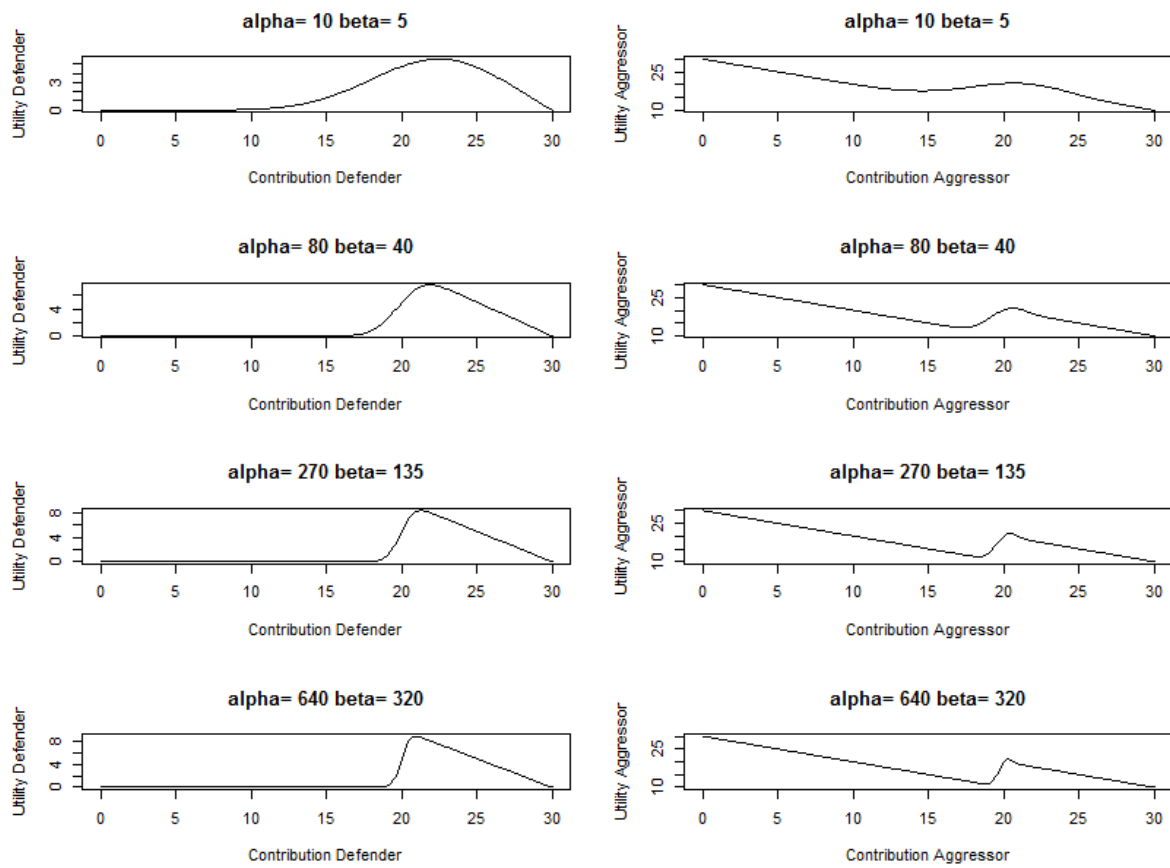 alpha= 10 beta= 5
Utility Defender
0 3
0 5 10 15 20 25 30
Contribution Defender
alpha= 10 beta= 5
Utility Aggressor
10 25
0 5 10 15 20 25 30
Contribution Aggressor
alpha= 80 beta= 40
Utility Defender
0 4
0 5 10 15 20 25 30
Contribution Defender
alpha= 80 beta= 40
Utility Aggressor
10 25
0 5 10 15 20 25 30
Contribution Aggressor
alpha= 270 beta= 135
Utility Defender
0 4 8
0 5 10 15 20 25 30
Contribution Defender
alpha= 270 beta= 135
Utility Aggressor
10 25
0 5 10 15 20 25 30
Contribution Aggressor
alpha= 640 beta= 320
Utility Defender
0 4 8
0 5 10 15 20 25 30
Contribution Defender
alpha= 640 beta= 320
Utility Aggressor
10 25
0 5 10 15 20 25 30
Contribution Aggressor